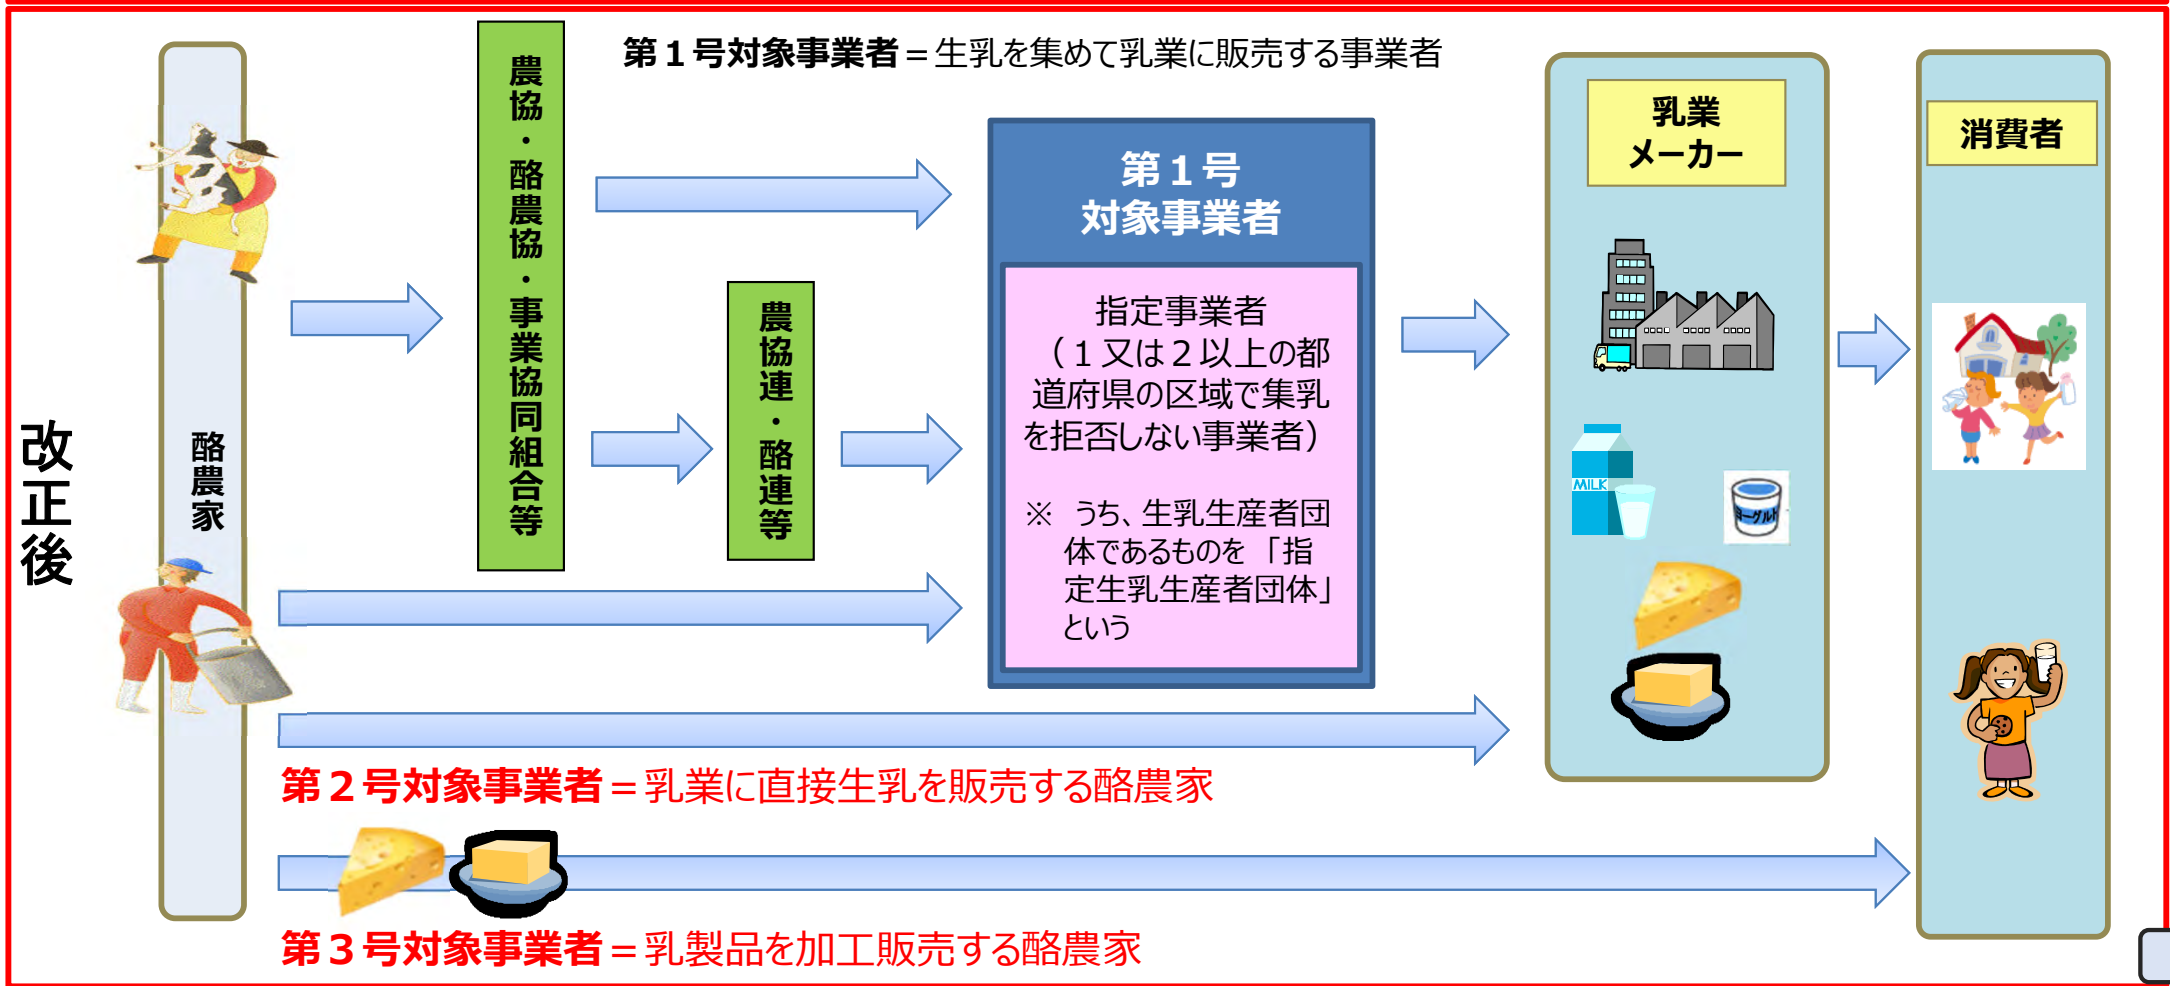 改正後
酪農家
農協・酪農協・事業協同組合等
農協連・酪連等
第１号対象事業者＝生乳を集めて乳業に販売する事業者
第１号
対象事業者
指定事業者
（１又は２以上の都
道府県の区域で集乳
を拒否しない事業者）
※　うち、生乳生産者団
体であるものを「指
定生乳生産者団体」
という
乳業
メーカー
MILK
ヨーグルト
消費者
第２号対象事業者＝乳業に直接生乳を販売する酪農家
第３号対象事業者＝乳製品を加工販売する酪農家